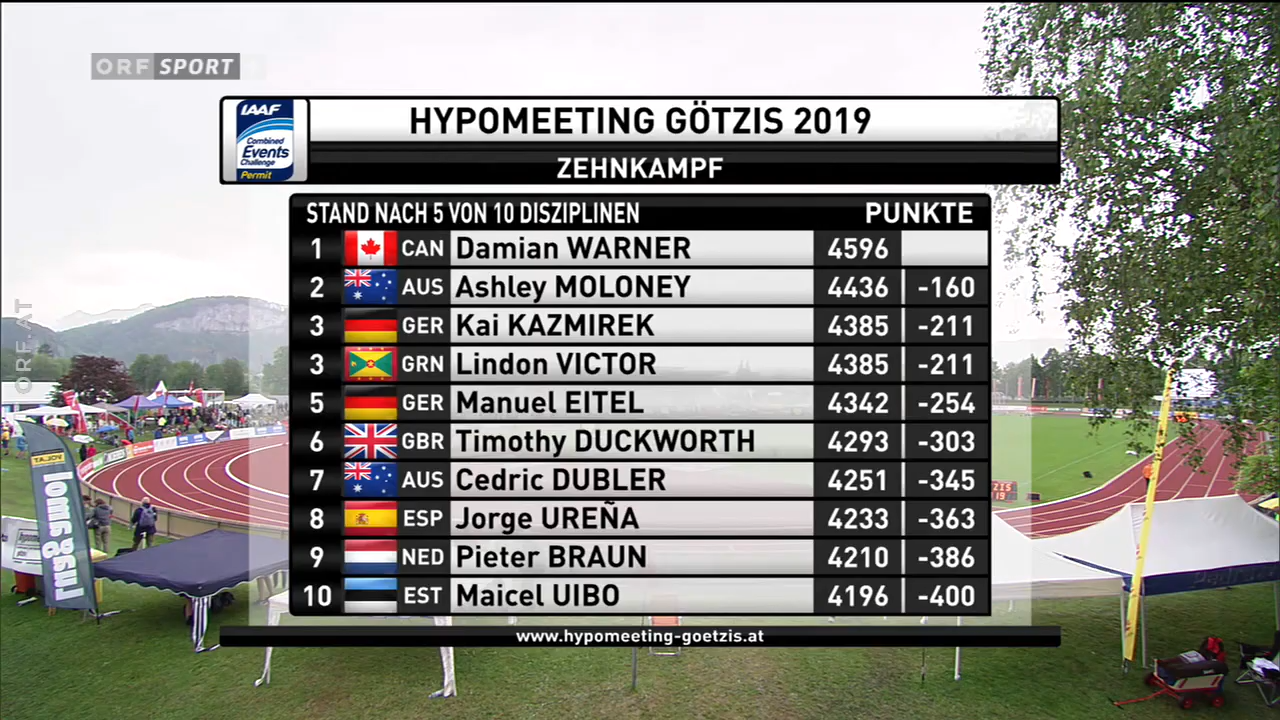 ORF SPORT
IAAF
Combined
Events
Challenge
Permit
HYPOMEETING GÖTZIS 2019
ZEHNKAMPF
STAND NACH 5 VON 10 DISZIPLINEN PUNKTE
1 CAN Damian WARNER 4596
2 AUS Ashley MOLONEY 4436 -160
3 GER Kai KAZMIREK 4385 -211
3 GRN Lindon VICTOR 4385 -211
5 GER Manuel EITEL 4342 -254
6 GBR Timothy DUCKWORTH 4293 -303
7 AUS Cedric DUBLER 4251 -345
8 ESP Jorge UREÑA 4233 -363
9 NED Pieter BRAUN 4210 -386
10 EST Maicel UIBO 4196 -400
www.hypomeeting-goetzis.at
ORF.AT